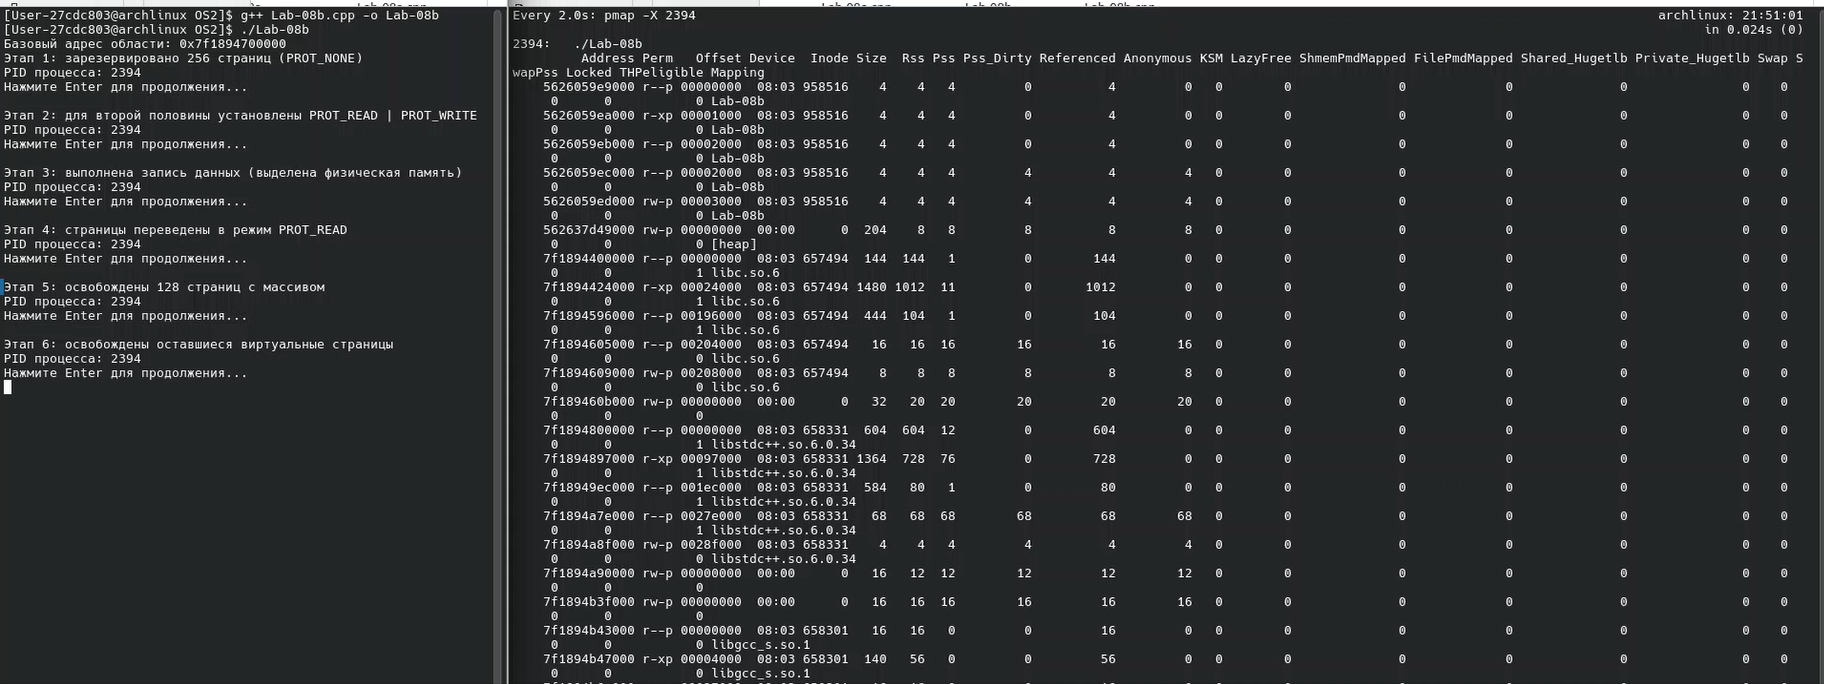 [User-27cdc803@archlinux OS2]$ g++ Lab-08b.cpp -o Lab-08b
[User-27cdc803@archlinux OS2]$ ./Lab-08b
Базовый адрес области: 0x7f1894700000
Этап 1: зарезервировано 256 страниц (PROT_NONE)
PID процесса: 2394
Нажмите Enter для продолжения...
Этап 2: для второй половины установлены PROT_READ | PROT_WRITE
PID процесса: 2394
Нажмите Enter для продолжения...
Этап 3: выполнена запись данных (выделена физическая память)
PID процесса: 2394
Нажмите Enter для продолжения...
Этап 4: страницы переведены в режим PROT_READ
PID процесса: 2394
Нажмите Enter для продолжения...
Этап 5: освобождены 128 страниц с массивом
PID процесса: 2394
Нажмите Enter для продолжения...
Этап 6: освобождены оставшиеся виртуальные страницы
PID процесса: 2394
Нажмите Enter для продолжения...
Every 2.0s: pmap -X 2394 archlinux: 21:51:01
in 0.024s (0)
2394: ./Lab-08b
Address Perm Offset Device Inode Size Rss Pss Pss_Dirty Referenced Anonymous KSM LazyFree ShmemPmdMapped FilePmdMapped Shared_Hugetlb Private_Hugetlb Swap S
wapPss Locked THPeligible Mapping
5626059e9000 r--p 00000000 08:03 958516 4 4 4 0 4 0 0 0 0 0 0 0 0
0 0 0 Lab-08b
5626059ea000 r-xp 00001000 08:03 958516 4 4 4 0 4 0 0 0 0 0 0 0 0
0 0 0 Lab-08b
5626059eb000 r--p 00002000 08:03 958516 4 4 4 0 4 0 0 0 0 0 0 0 0
0 0 0 Lab-08b
5626059ec000 r--p 00002000 08:03 958516 4 4 4 4 4 4 0 0 0 0 0 0 0
0 0 0 Lab-08b
5626059ed000 rw-p 00003000 08:03 958516 4 4 4 4 4 4 0 0 0 0 0 0 0
0 0 0 Lab-08b
562637d49000 rw-p 00000000 00:00 0 204 8 8 8 8 8 0 0 0 0 0 0 0
0 0 0 [heap]
7f1894400000 r--p 00000000 08:03 657494 144 144 1 0 144 0 0 0 0 0 0 0 0
0 0 1 libc.so.6
7f1894424000 r-xp 00024000 08:03 657494 1480 1012 11 0 1012 0 0 0 0 0 0 0 0
0 0 1 libc.so.6
7f1894596000 r--p 00196000 08:03 657494 444 104 1 0 104 0 0 0 0 0 0 0 0
0 0 1 libc.so.6
7f1894605000 r--p 00204000 08:03 657494 16 16 16 16 16 16 0 0 0 0 0 0 0
0 0 0 libc.so.6
7f1894609000 rw-p 00208000 08:03 657494 8 8 8 8 8 8 0 0 0 0 0 0 0
0 0 0 libc.so.6
7f189460b000 rw-p 00000000 00:00 0 32 20 20 20 20 20 0 0 0 0 0 0 0
0 0 0
7f1894800000 r--p 00000000 08:03 658331 604 604 12 0 604 0 0 0 0 0 0 0 0
0 0 1 libstdc++.so.6.0.34
7f1894897000 r-xp 00097000 08:03 658331 1364 728 76 0 728 0 0 0 0 0 0 0 0
0 0 1 libstdc++.so.6.0.34
7f18949ec000 r--p 001ec000 08:03 658331 584 80 1 0 80 0 0 0 0 0 0 0 0
0 0 1 libstdc++.so.6.0.34
7f1894a7e000 r--p 0027e000 08:03 658331 68 68 68 68 68 68 0 0 0 0 0 0 0
0 0 1 libstdc++.so.6.0.34
7f1894a8f000 rw-p 0028f000 08:03 658331 4 4 4 4 4 4 0 0 0 0 0 0 0
0 0 0 libstdc++.so.6.0.34
7f1894a90000 rw-p 00000000 00:00 0 16 12 12 12 12 12 0 0 0 0 0 0 0
0 0 0
7f1894b3f000 rw-p 00000000 00:00 0 16 16 16 16 16 16 0 0 0 0 0 0 0
0 0 0
7f1894b43000 r--p 00000000 08:03 658301 16 16 0 0 16 0 0 0 0 0 0 0 0
0 0 0 libgcc_s.so.1
7f1894b47000 r-xp 00004000 08:03 658301 140 56 0 0 56 0 0 0 0 0 0 0 0
0 0 0 libgcc_s.so.1